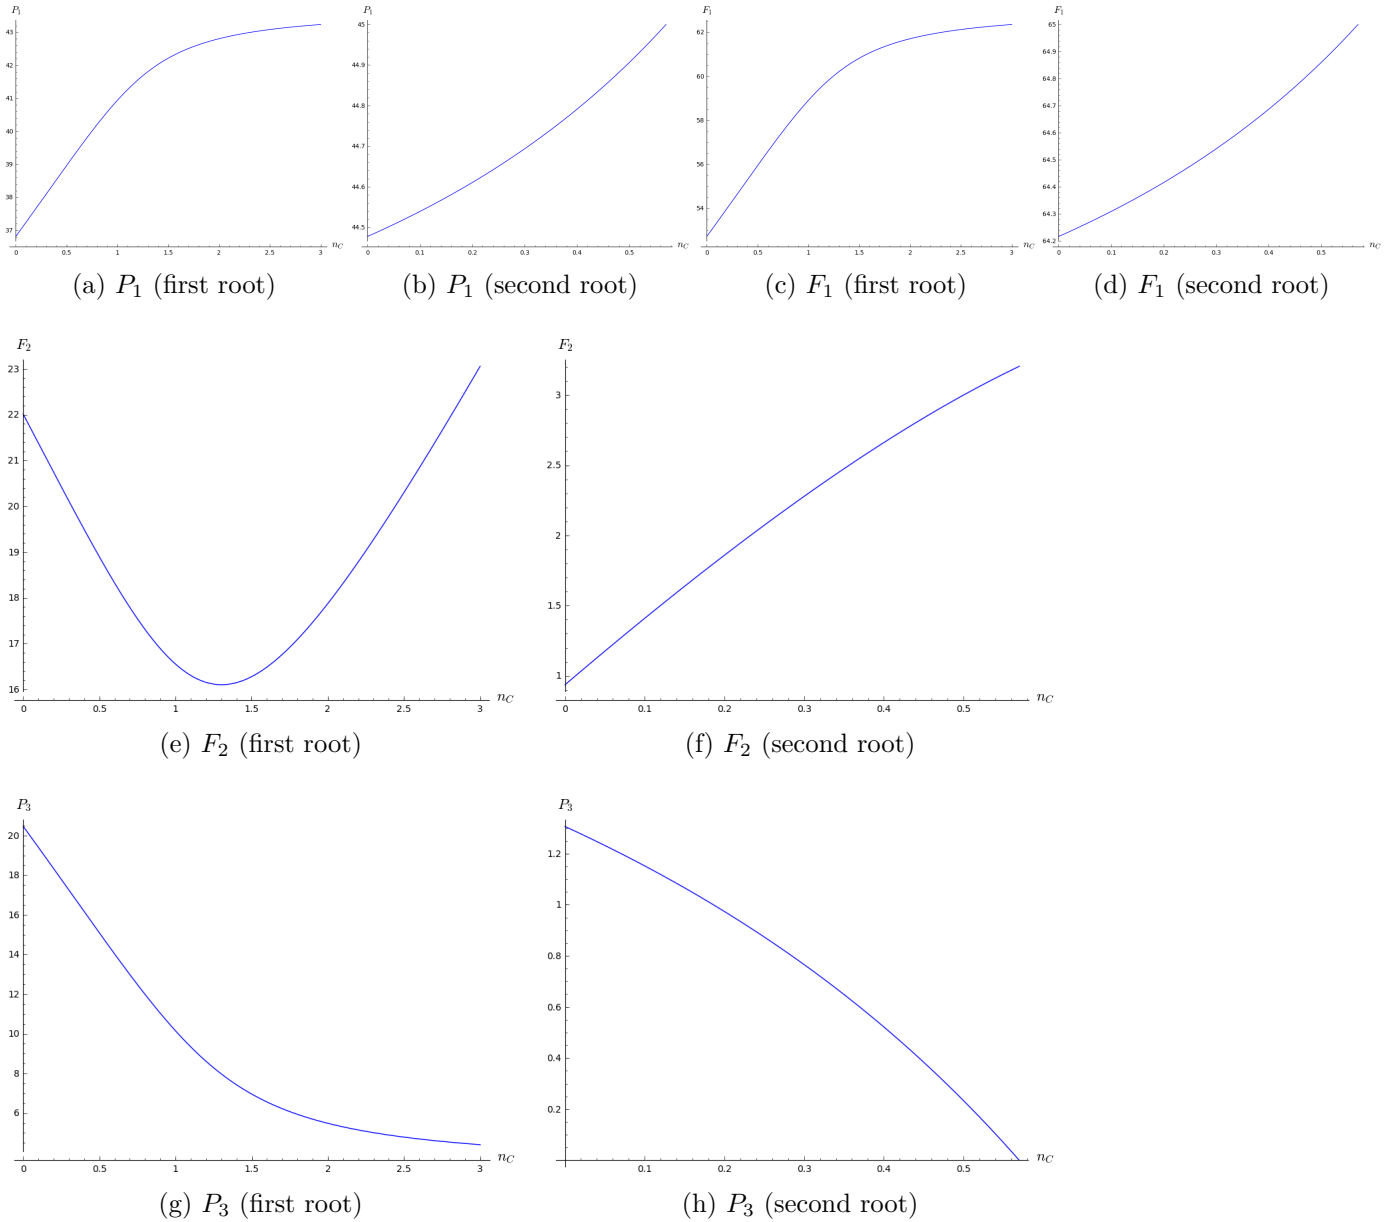 P₁ P₁ F₁ F₁
43 42 41 40 39 38 37
0 0.5 1 1.5 2 2.5 3 n_C
45 44.9 44.8 44.7 44.6 44.5
0 0.1 0.2 0.3 0.4 0.5 n_C
62 60 58 56 54
0 0.5 1 1.5 2 2.5 3 n_C
65 64.9 64.8 64.7 64.6 64.5 64.4 64.3 64.2
0 0.1 0.2 0.3 0.4 0.5 n_C
(a) P₁ (first root) (b) P₁ (second root) (c) F₁ (first root) (d) F₁ (second root)
F₂
23 22 21 20 19 18 17 16
0 0.5 1 1.5 2 2.5 3 n_C
F₂
3 2.5 2 1.5 1
0 0.1 0.2 0.3 0.4 0.5 n_C
(e) F₂ (first root) (f) F₂ (second root)
P₃
20 18 16 14 12 10 8 6
0 0.5 1 1.5 2 2.5 3 n_C
P₃
1.2 1 0.8 0.6 0.4 0.2
0.1 0.2 0.3 0.4 0.5 n_C
(g) P₃ (first root) (h) P₃ (second root)